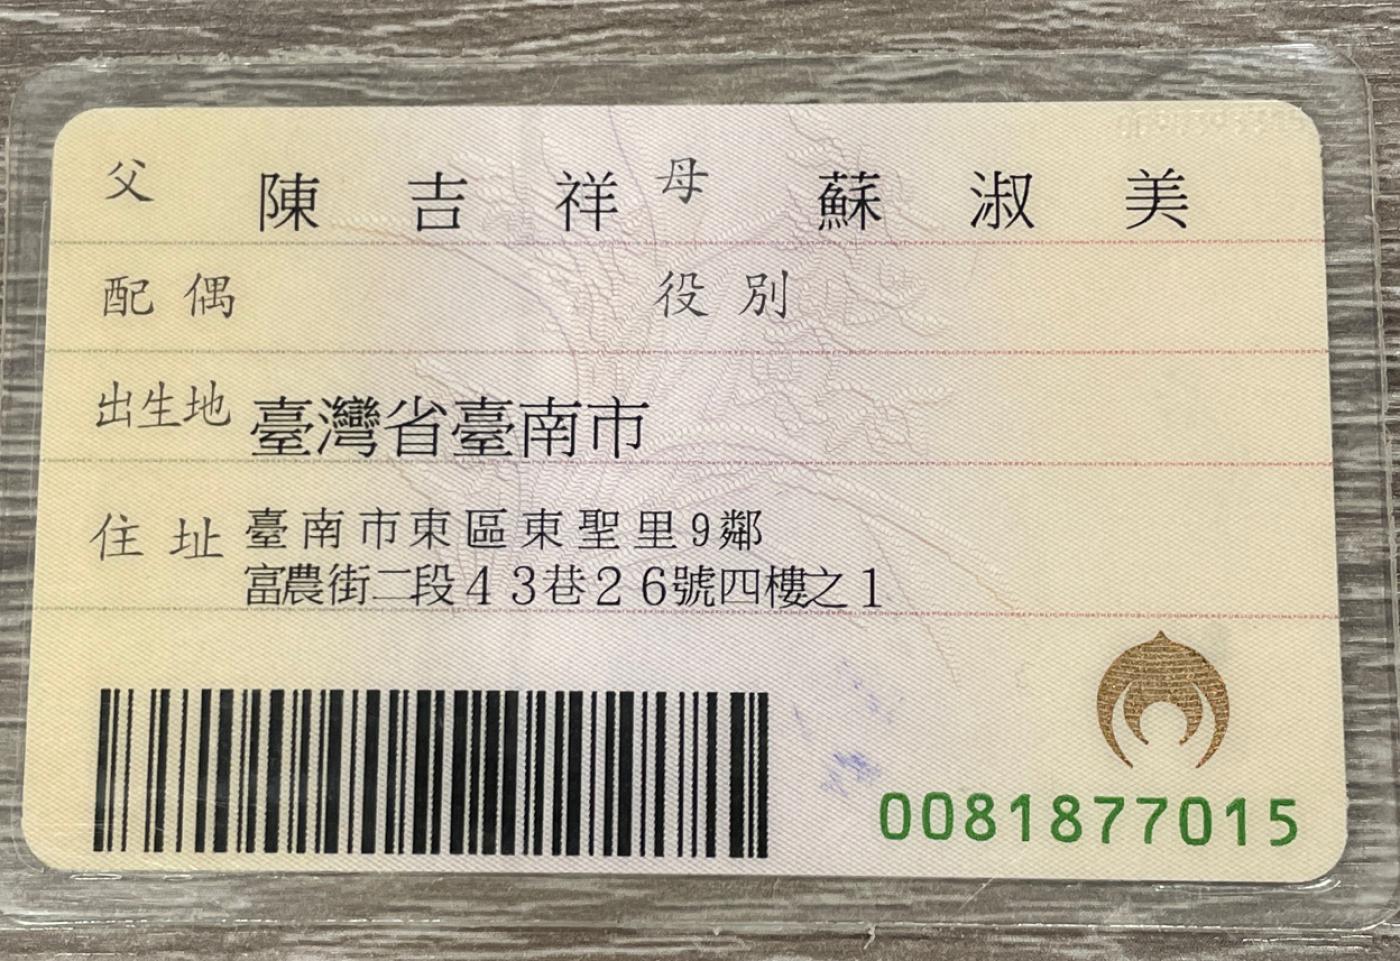 父 陳吉祥 母 蘇淑美
配偶 役別
出生地 臺灣省臺南市
住址 臺南市東區東聖里9鄰
富農街二段43巷26號四樓之1
0081877015